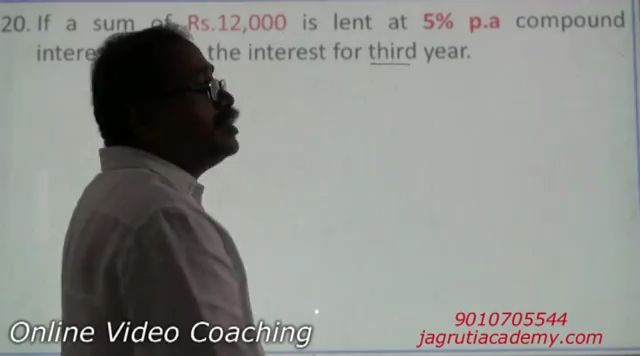 20. If a sum of Rs.12,000 is lent at 5% p.a compound
the interest for third year.
9010705544
Online Video Coaching
jagrutiacademy.com